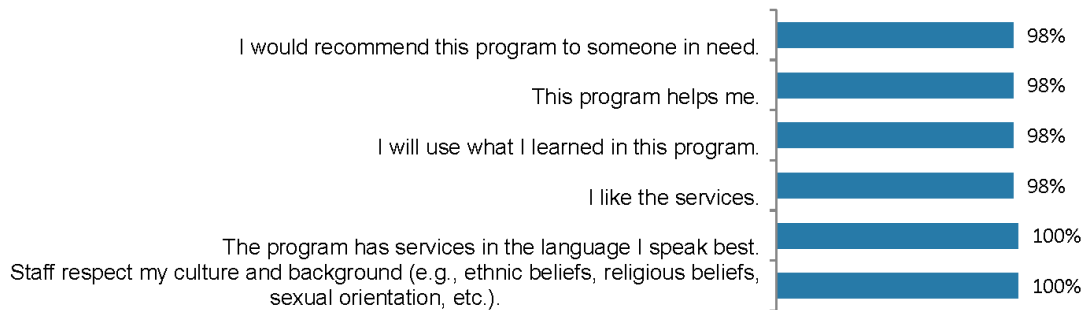 I would recommend this program to someone in need.
98%
This program helps me.
98%
I will use what I learned in this program.
98%
I like the services.
98%
The program has services in the language I speak best.
100%
Staff respect my culture and background (e.g., ethnic beliefs, religious beliefs,
sexual orientation, etc.).
100%